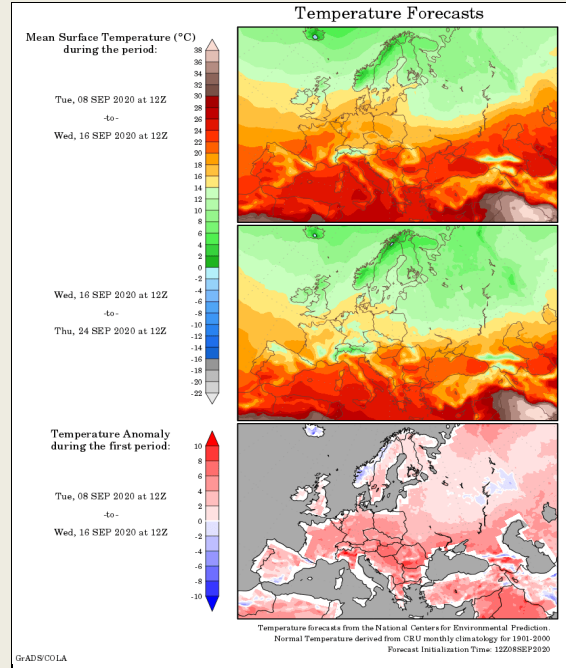 Temperature Forecasts
Mean Surface Temperature (°C)
during the period:
Tue, 08 SEP 2020 at 12Z
-to-
Wed, 16 SEP 2020 at 12Z
38
36
34
32
30
28
26
24
22
20
18
16
14
12
10
8
6
4
2
0
-2
-4
-6
-8
-10
-12
-14
-16
-18
-20
-22
Wed, 16 SEP 2020 at 12Z
-to-
Thu, 24 SEP 2020 at 12Z
Temperature Anomaly
during the first period:
Tue, 08 SEP 2020 at 12Z
-to-
Wed, 16 SEP 2020 at 12Z
10
8
6
4
2
0
-2
-4
-6
-8
-10
Temperature forecasts from the National Centers for Environmental Prediction.
Normal Temperature derived from CRU monthly climatology for 1901-2000
Forecast Initialization Time: 12Z08SEP2020
GrADS/COLA